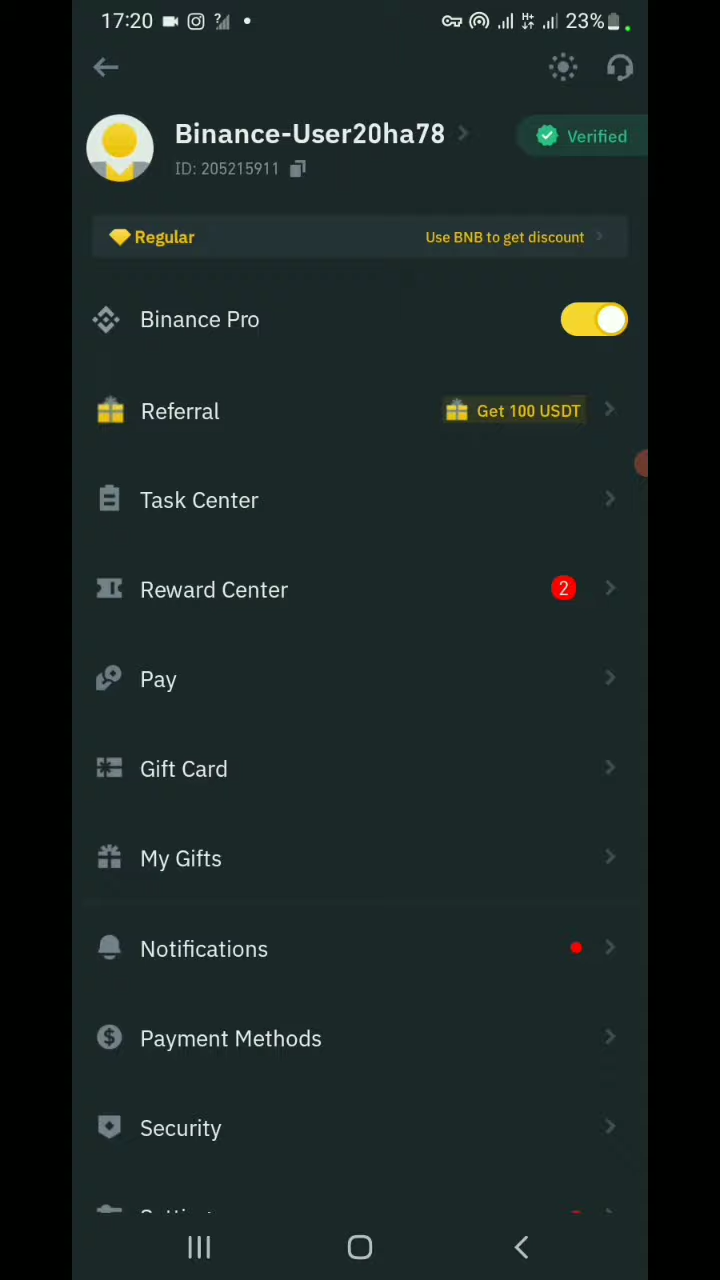 17:20 23%
Binance-User20ha78
Verified
ID: 205215911
Regular Use BNB to get discount
Binance Pro
Referral Get 100 USDT
Task Center
Reward Center 2
Pay
Gift Card
My Gifts
Notifications
Payment Methods
Security